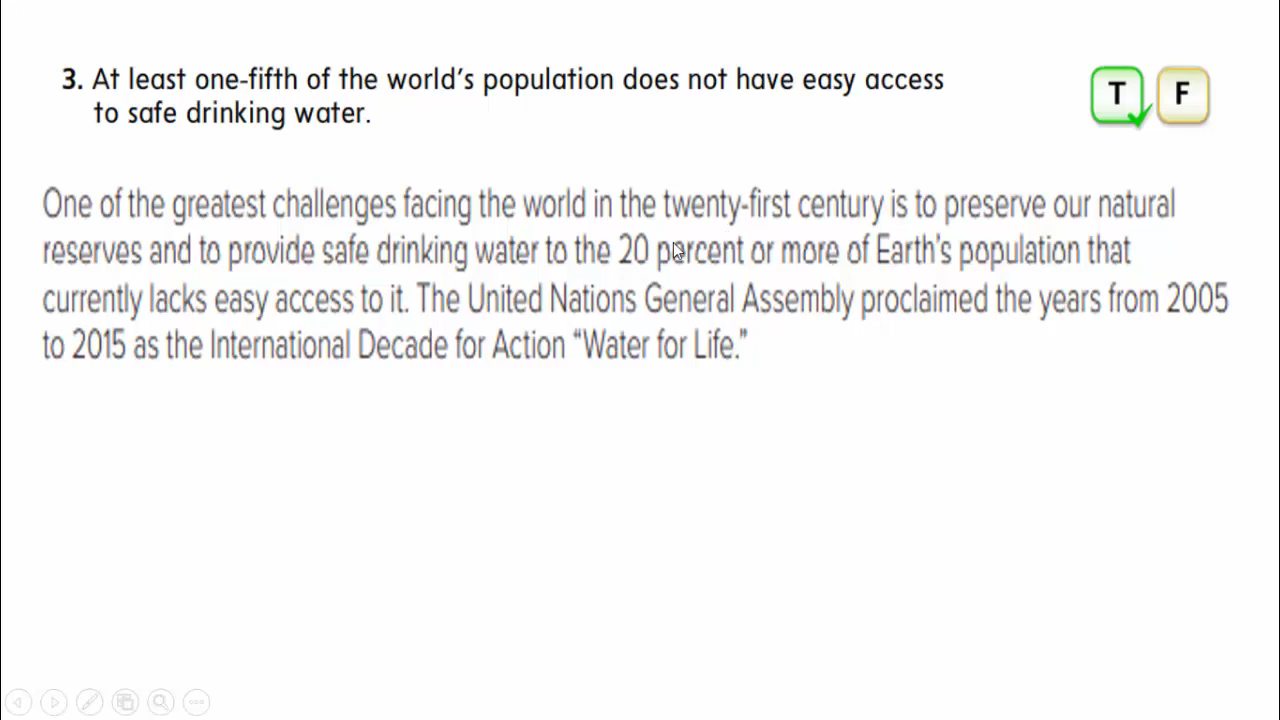 3. At least one-fifth of the world's population does not have easy access
to safe drinking water.
T F
One of the greatest challenges facing the world in the twenty-first century is to preserve our natural
reserves and to provide safe drinking water to the 20 percent or more of Earth's population that
currently lacks easy access to it. The United Nations General Assembly proclaimed the years from 2005
to 2015 as the International Decade for Action “Water for Life.”